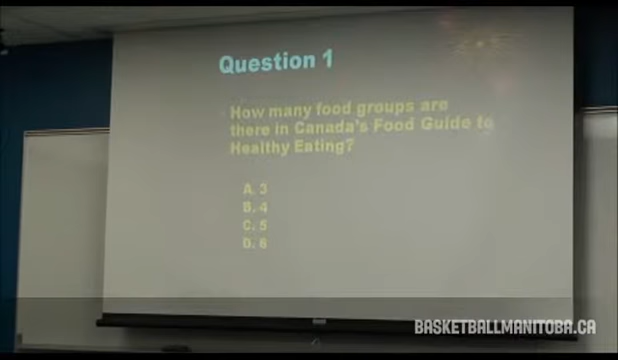 Question 1
How many food groups are
there in Canada's Food Guide to
Healthy Eating?
A. 3
B. 4
C. 5
D. 6
BASKETBALLMANITOBA.CA